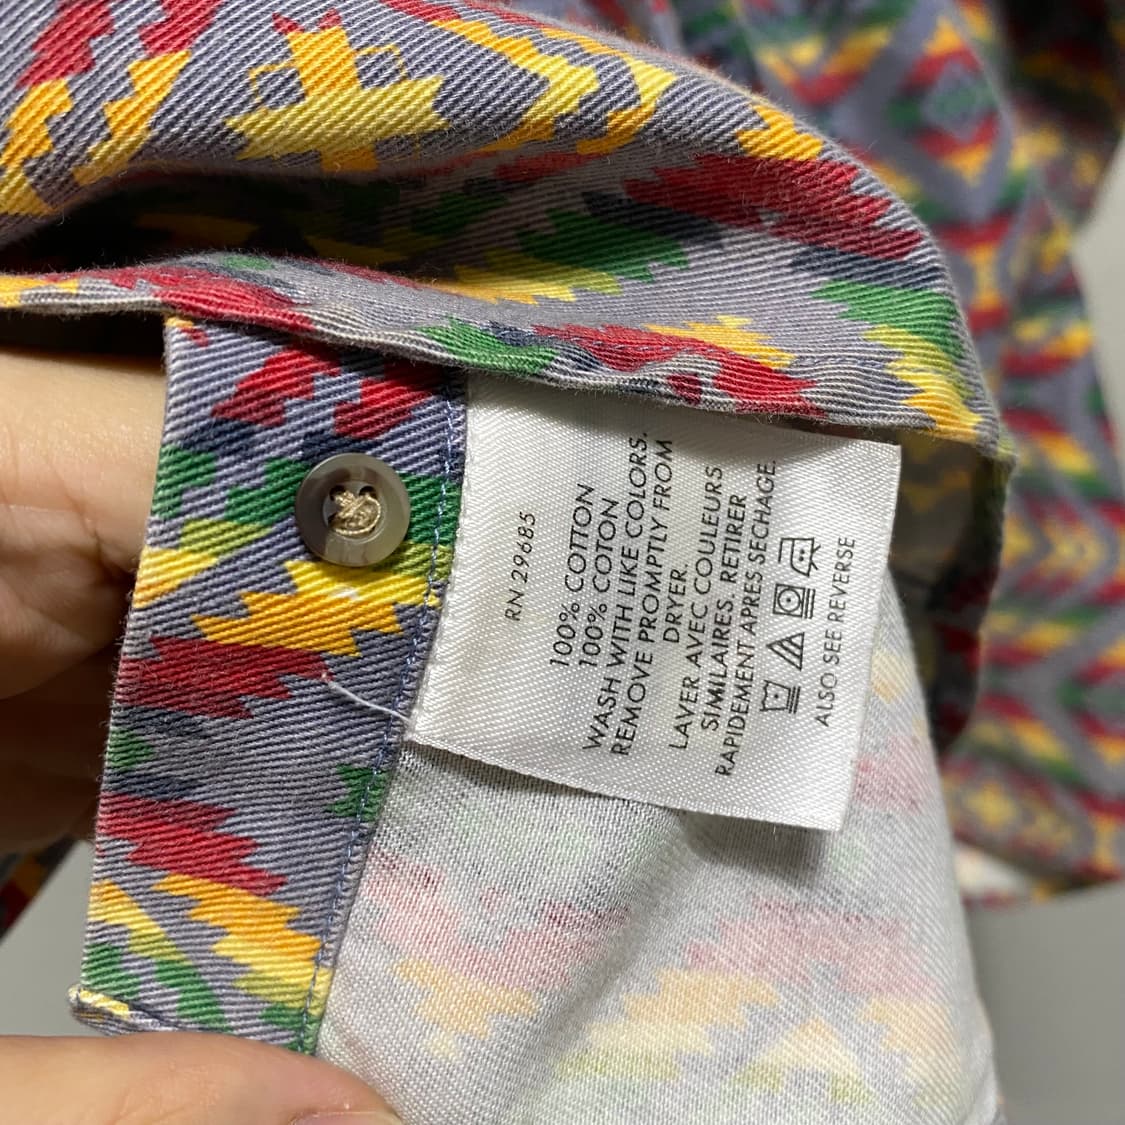 RN 29685
100% COTTON
100% COTON
WASH WITH LIKE COLORS.
REMOVE PROMPTLY FROM
DRYER.
LAVER AVEC COULEURS
SIMILAIRES. RETIRER
RAPIDEMENT APRES SECHAGE.
ALSO SEE REVERSE